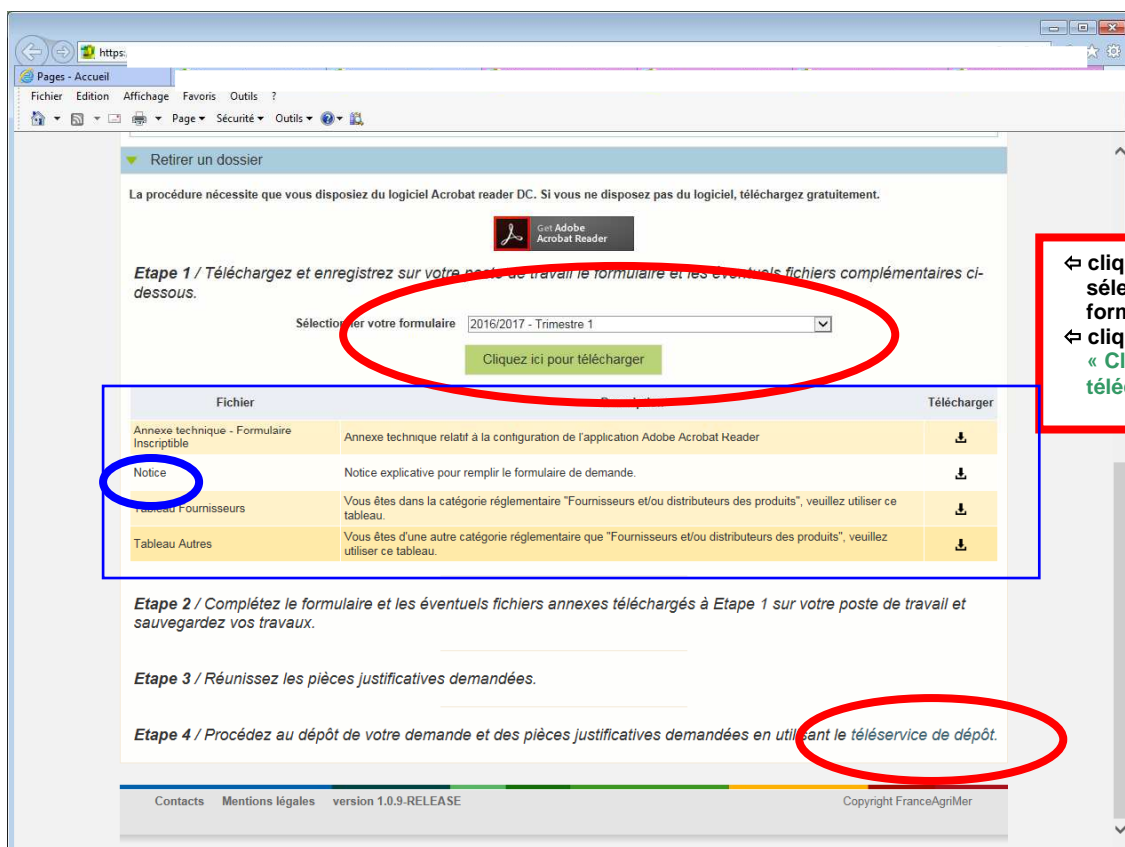 https:
Pages - Accueil
Fichier Edition Affichage Favoris Outils ?
Page Sécurité Outils
Retirer un dossier
La procédure nécessite que vous disposiez du logiciel Acrobat reader DC. Si vous ne disposez pas du logiciel, téléchargez gratuitement.
Get Adobe
Acrobat Reader
Etape 1 / Téléchargez et enregistrez sur votre poste de travail le formulaire et les éventuels fichiers complémentaires ci-
dessous.
Sélectionner votre formulaire 2016/2017 - Trimestre 1
Cliquez ici pour télécharger
⇦ cliq
séle
forn
⇦ cliq
« Cl
téléc
Fichier Description Télécharger
Annexe technique - Formulaire
Inscriptible
Annexe technique relatif à la configuration de l'application Adobe Acrobat Reader
Notice Notice explicative pour remplir le formulaire de demande.
Tableau Fournisseurs
Vous êtes dans la catégorie réglementaire "Fournisseurs et/ou distributeurs des produits", veuillez utiliser ce
tableau.
Tableau Autres
Vous êtes d'une autre catégorie réglementaire que "Fournisseurs et/ou distributeurs des produits", veuillez
utiliser ce tableau.
Etape 2 / Complétez le formulaire et les éventuels fichiers annexes téléchargés à Etape 1 sur votre poste de travail et
sauvegardez vos travaux.
Etape 3 / Réunissez les pièces justificatives demandées.
Etape 4 / Procédez au dépôt de votre demande et des pièces justificatives demandées en utilisant le téléservice de dépôt.
Contacts Mentions légales version 1.0.9-RELEASE Copyright FranceAgriMer